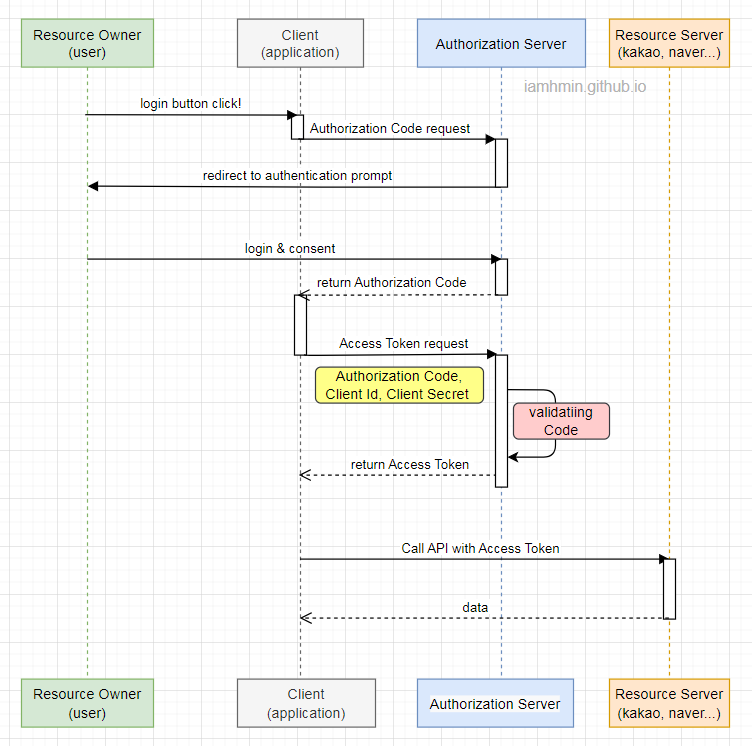 Resource Owner
(user)
Client
(application)
Authorization Server
Resource Server
(kakao, naver...)
iamhmin.github.io
login button click!
Authorization Code request
redirect to authentication prompt
login & consent
return Authorization Code
Access Token request
Authorization Code,
Client Id, Client Secret
validatiing
Code
return Access Token
Call API with Access Token
data
Resource Owner
(user)
Client
(application)
Authorization Server
Resource Server
(kakao, naver...)